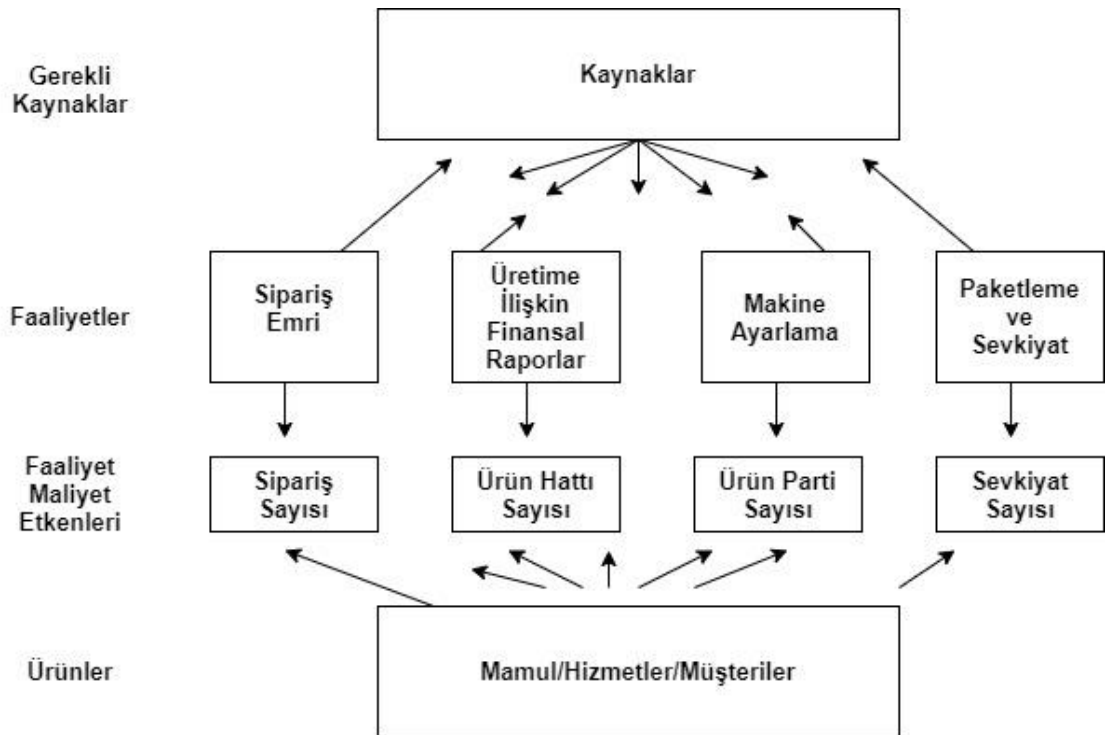 Gerekli
Kaynaklar
Kaynaklar
Faaliyetler
Sipariş
Emri
Üretime
İlişkin
Finansal
Raporlar
Makine
Ayarlama
Paketleme
ve
Sevkiyat
Faaliyet
Maliyet
Etkenleri
Sipariş
Sayısı
Ürün Hattı
Sayısı
Ürün Parti
Sayısı
Sevkiyat
Sayısı
Ürünler
Mamul/Hizmetler/Müşteriler